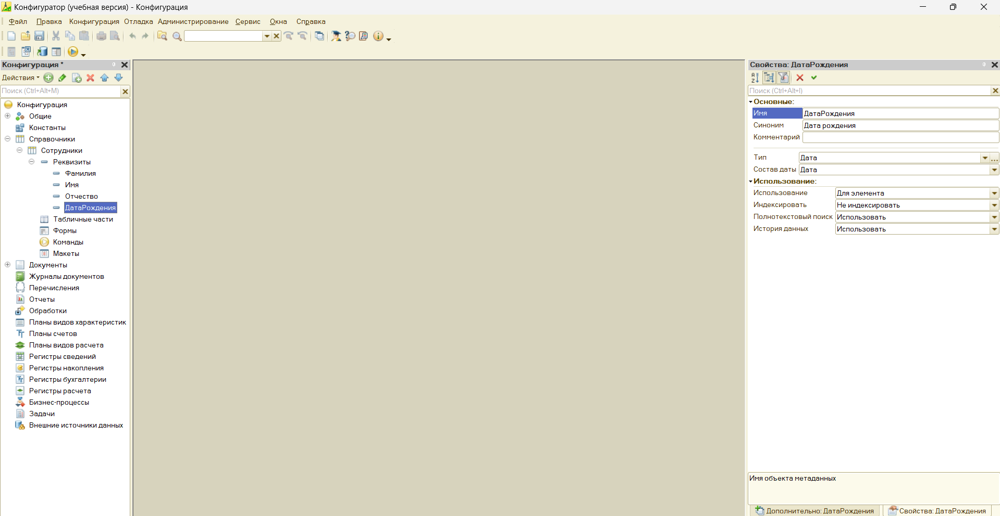 Конфигуратор (учебная версия) - Конфигурация
Файл Правка Конфигурация Отладка Администрирование Сервис Окна Справка
Конфигурация *
Действия
Поиск (Ctrl+Alt+M)
Конфигурация
Общие
Константы
Справочники
Сотрудники
Реквизиты
Фамилия
Имя
Отчество
ДатаРождения
Табличные части
Формы
Команды
Макеты
Документы
Журналы документов
Перечисления
Отчеты
Обработки
Планы видов характеристик
Планы счетов
Планы видов расчета
Регистры сведений
Регистры накопления
Регистры бухгалтерии
Регистры расчета
Бизнес-процессы
Задачи
Внешние источники данных
Свойства: ДатаРождения
Поиск (Ctrl+Alt+I)
Основные:
Имя ДатаРождения
Синоним Дата рождения
Комментарий
Тип Дата ...
Состав даты Дата
Использование:
Использование Для элемента
Индексировать Не индексировать
Полнотекстовый поиск Использовать
История данных Использовать
Имя объекта метаданных
Дополнительно: ДатаРождения Свойства: ДатаРождения